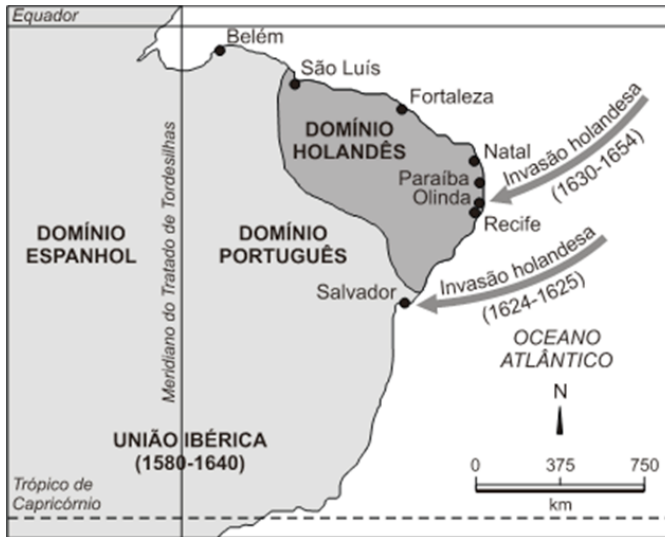 Equador
Belém
São Luís
Fortaleza
DOMÍNIO
HOLANDÊS
Natal
Paraíba
Olinda
Recife
Invasão holandesa
(1630-1654)
DOMÍNIO
ESPANHOL
Meridiano do Tratado de Tordesilhas
DOMÍNIO
PORTUGUÊS
Salvador
Invasão holandesa
(1624-1625)
OCEANO
ATLÂNTICO
N
UNIÃO IBÉRICA
(1580-1640)
0 375 750
km
Trópico de
Capricórnio